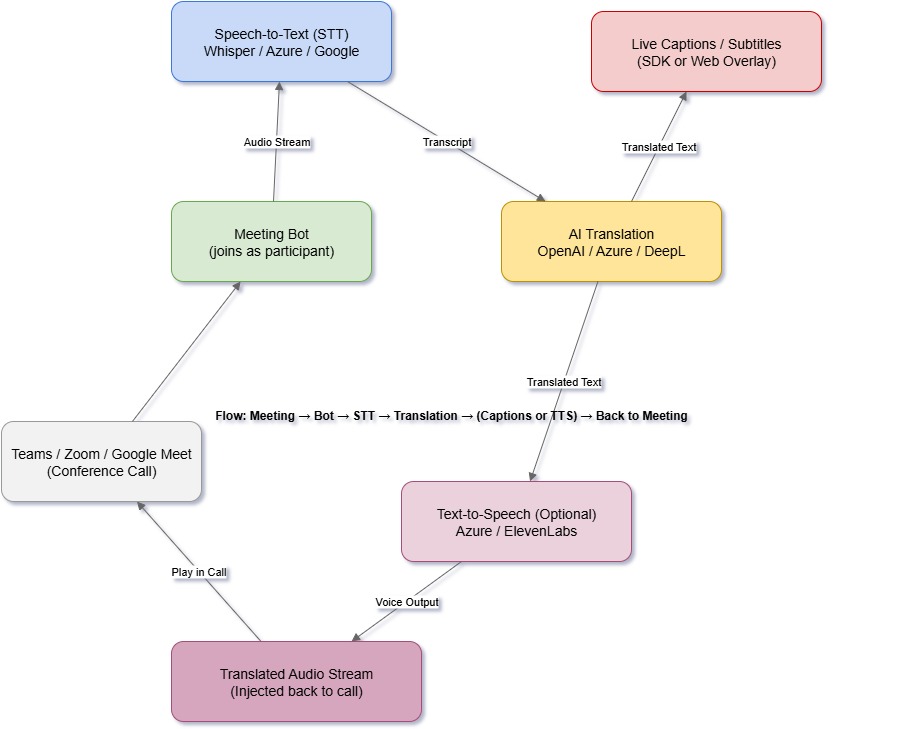 Speech-to-Text (STT)
Whisper / Azure / Google
Live Captions / Subtitles
(SDK or Web Overlay)
Audio Stream
Transcript
Translated Text
Meeting Bot
(joins as participant)
AI Translation
OpenAI / Azure / DeepL
Translated Text
Flow: Meeting → Bot → STT → Translation → (Captions or TTS) → Back to Meeting
Teams / Zoom / Google Meet
(Conference Call)
Text-to-Speech (Optional)
Azure / ElevenLabs
Play in Call
Voice Output
Translated Audio Stream
(Injected back to call)